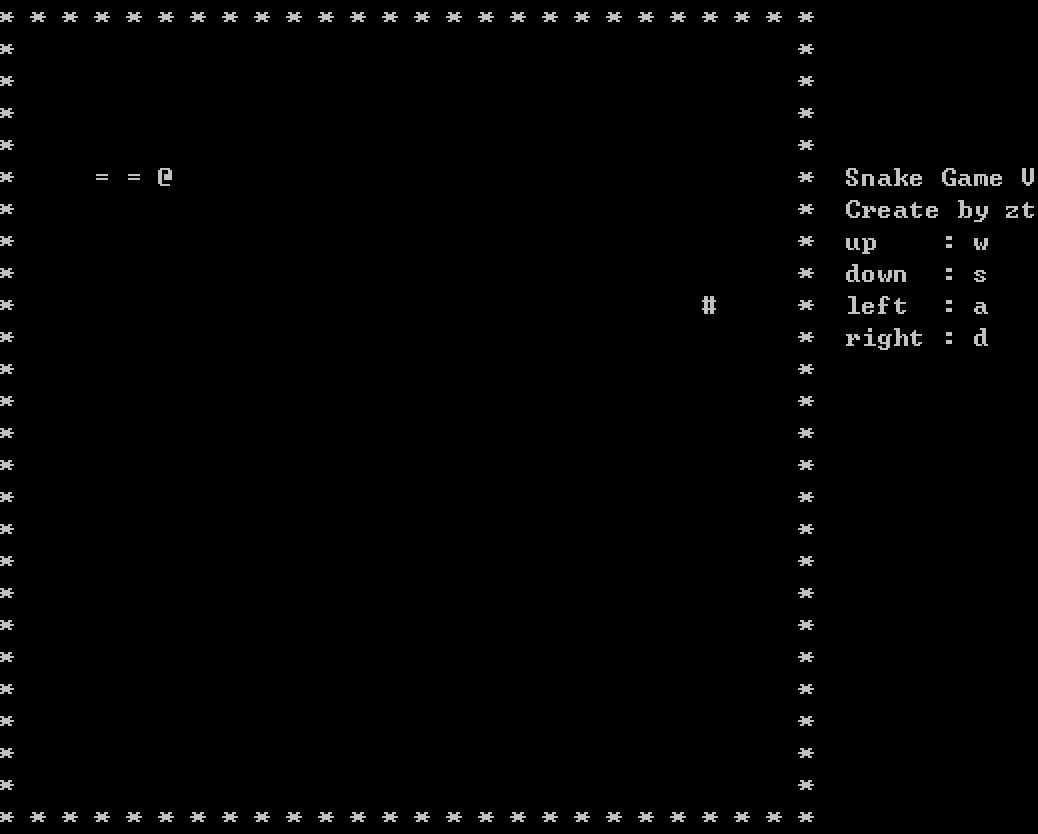 Snake Game V
Create by zt
up : w
down : s
left : a
right : d